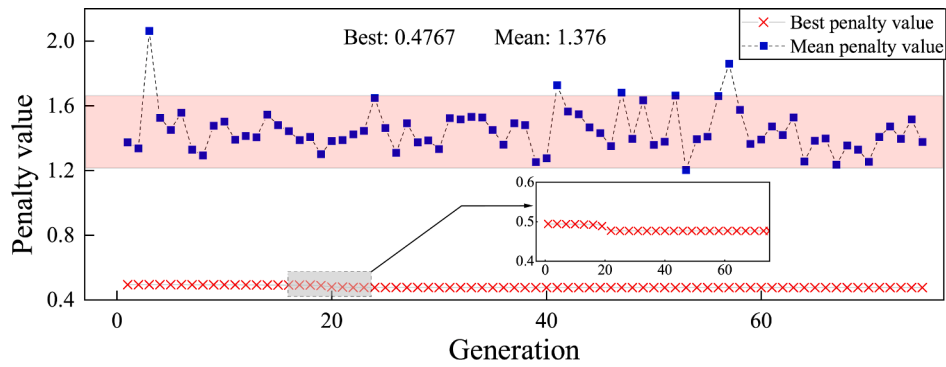 Penalty value
2.0
1.6
1.2
0.8
0.4
Best: 0.4767 Mean: 1.376
Best penalty value
Mean penalty value
0.6
0.5
0.4
0 20 40 60
0 20 40 60
Generation